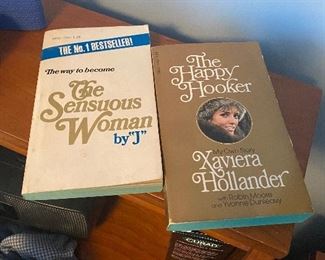 THE No.1 BESTSELLER!
The way to become
The
Sensuous
Woman
by "J"
The
Happy
Hooker
My Own Story
Xaviera
Hollander
with Robin Moore
and Yvonne Dunleavy
CURAD